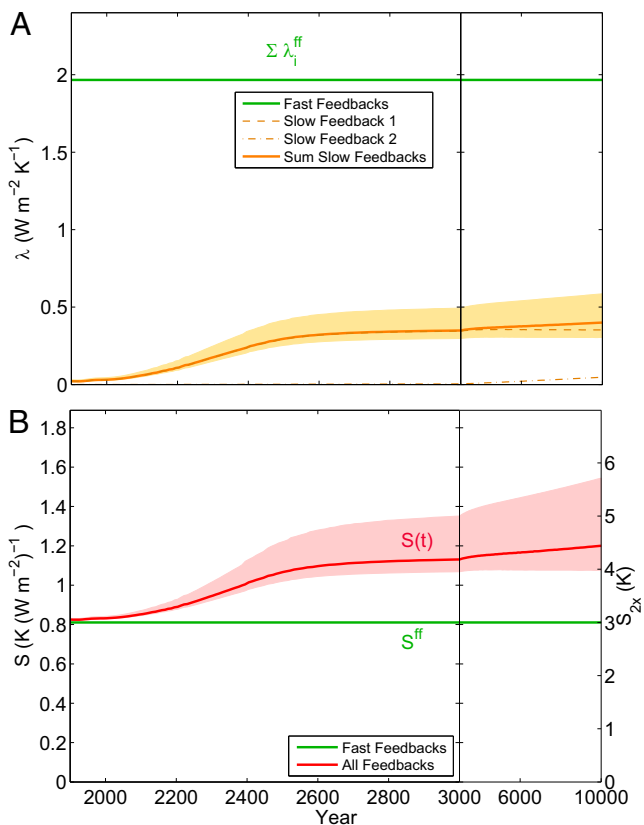 A
Σ λ_i^ff
2
1.5
1
0.5
0
λ (W m⁻² K⁻¹)
Fast Feedbacks
Slow Feedback 1
Slow Feedback 2
Sum Slow Feedbacks
B
1.8
1.6
1.4
1.2
1
0.8
0.6
0.4
0.2
0
S (K (W m⁻²)⁻¹ )
S(t)
S^ff
6
5
4
3
2
1
0
S_2x (K)
Fast Feedbacks
All Feedbacks
2000 2200 2400 2600 2800 3000 6000 10000
Year